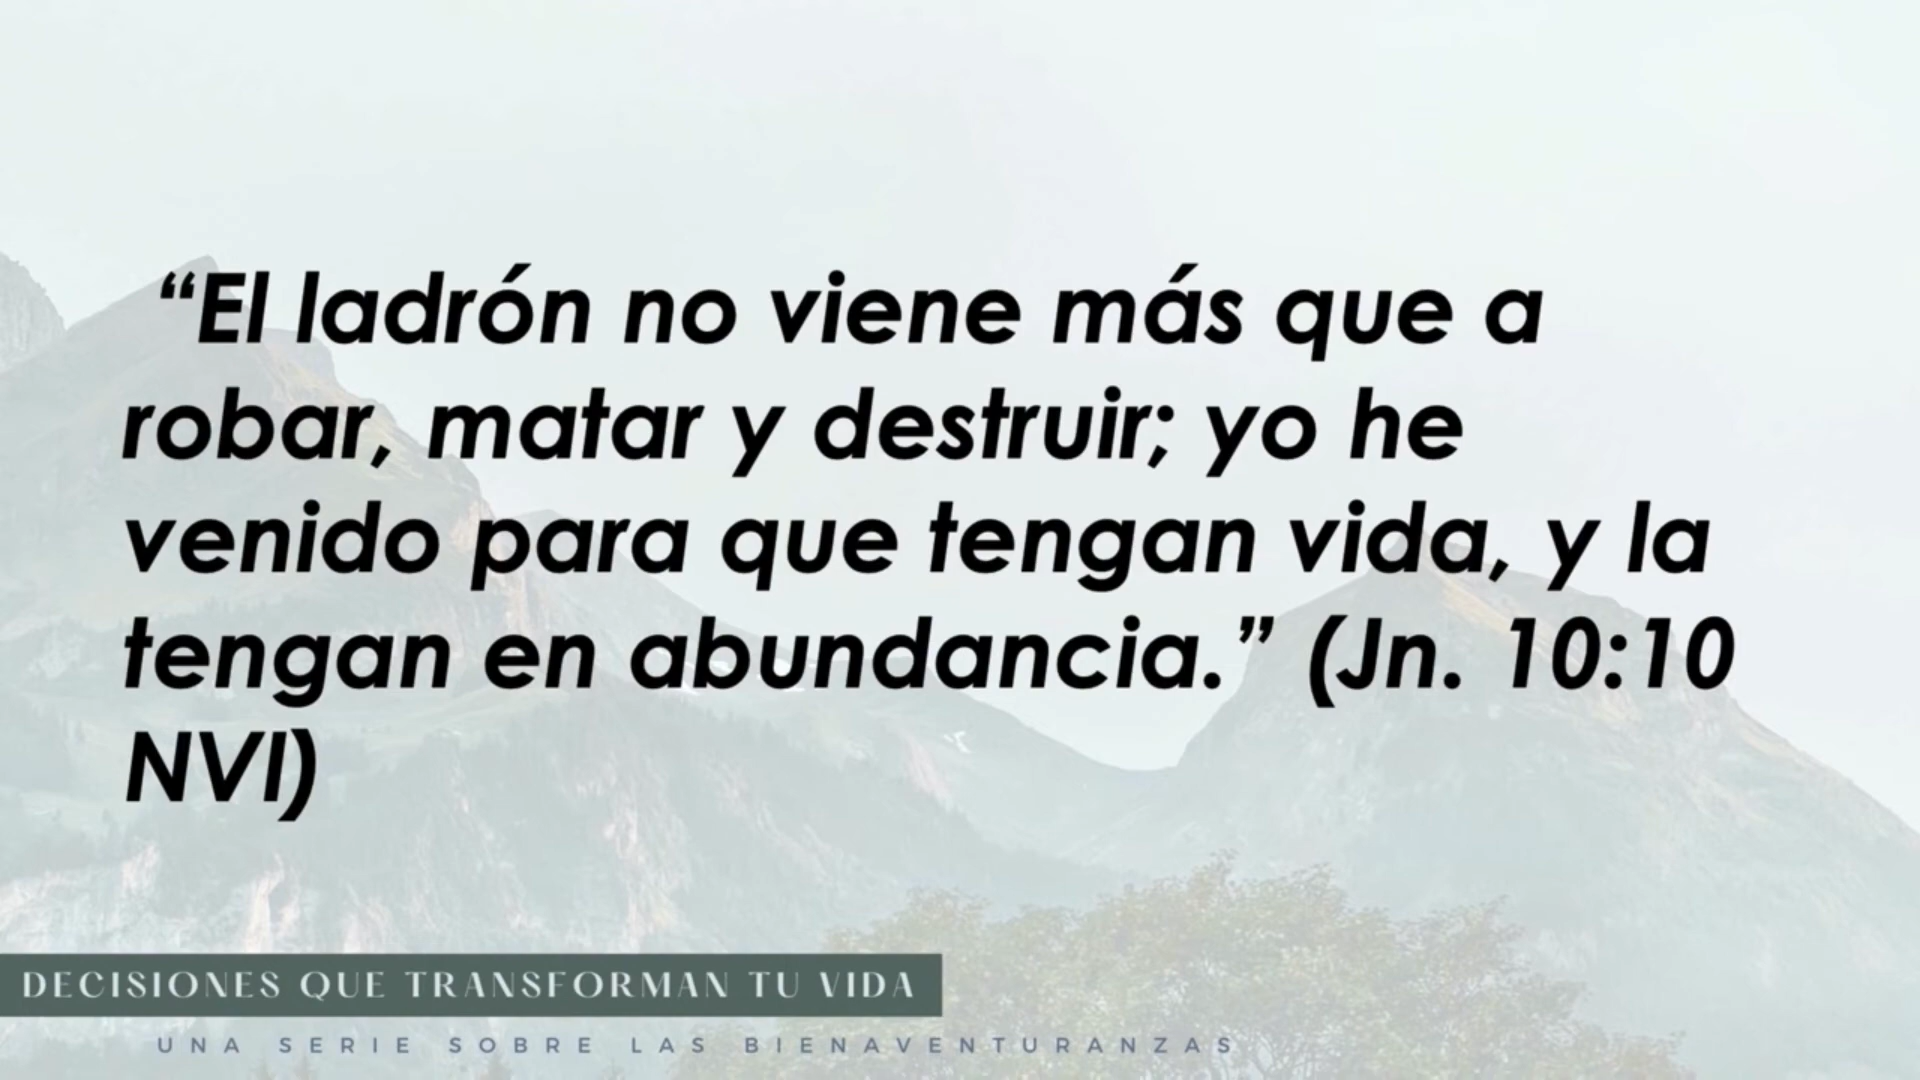 “El ladrón no viene más que a
robar, matar y destruir; yo he
venido para que tengan vida, y la
tengan en abundancia.” (Jn. 10:10
NVI)
DECISIONES QUE TRANSFORMAN TU VIDA
UNA SERIE SOBRE LAS BIENAVENTURANZAS